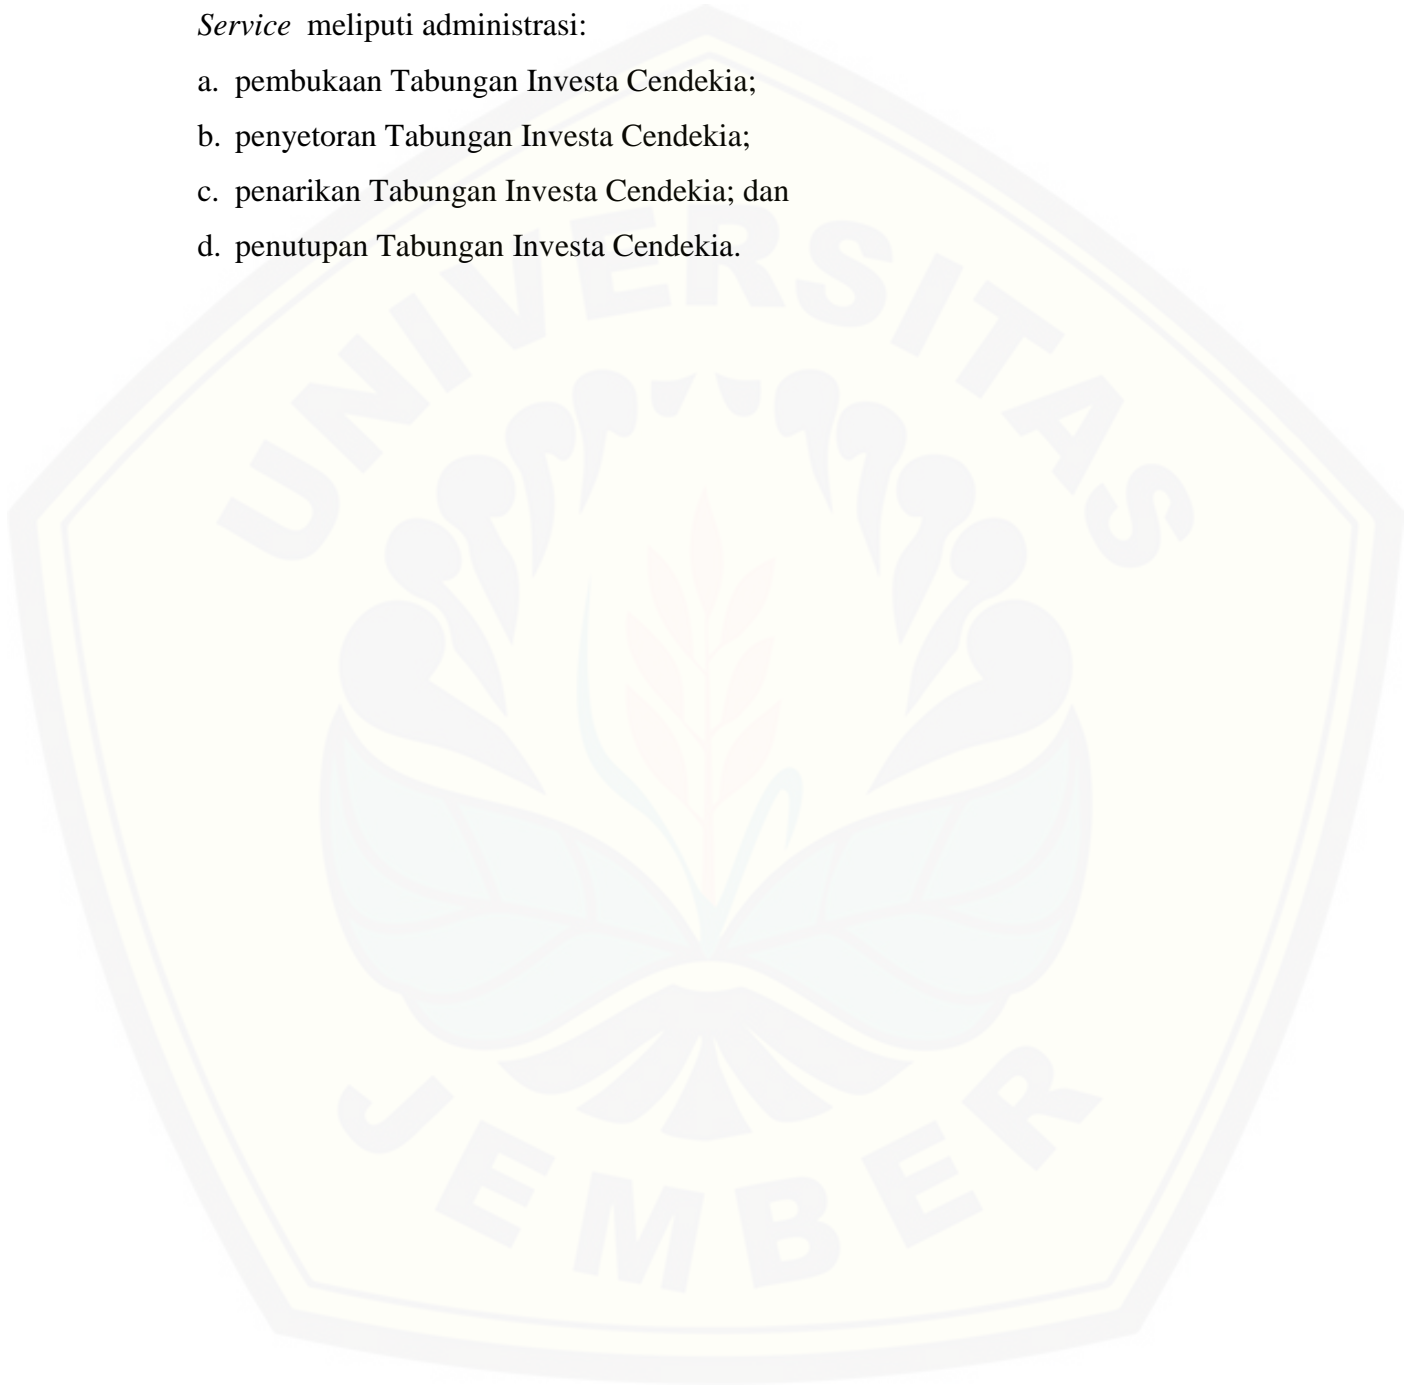 Service meliputi administrasi:
a. pembukaan Tabungan Investa Cendekia;
b. penyetoran Tabungan Investa Cendekia;
c. penarikan Tabungan Investa Cendekia; dan
d. penutupan Tabungan Investa Cendekia.
UNIVERSITAS
JEMBER